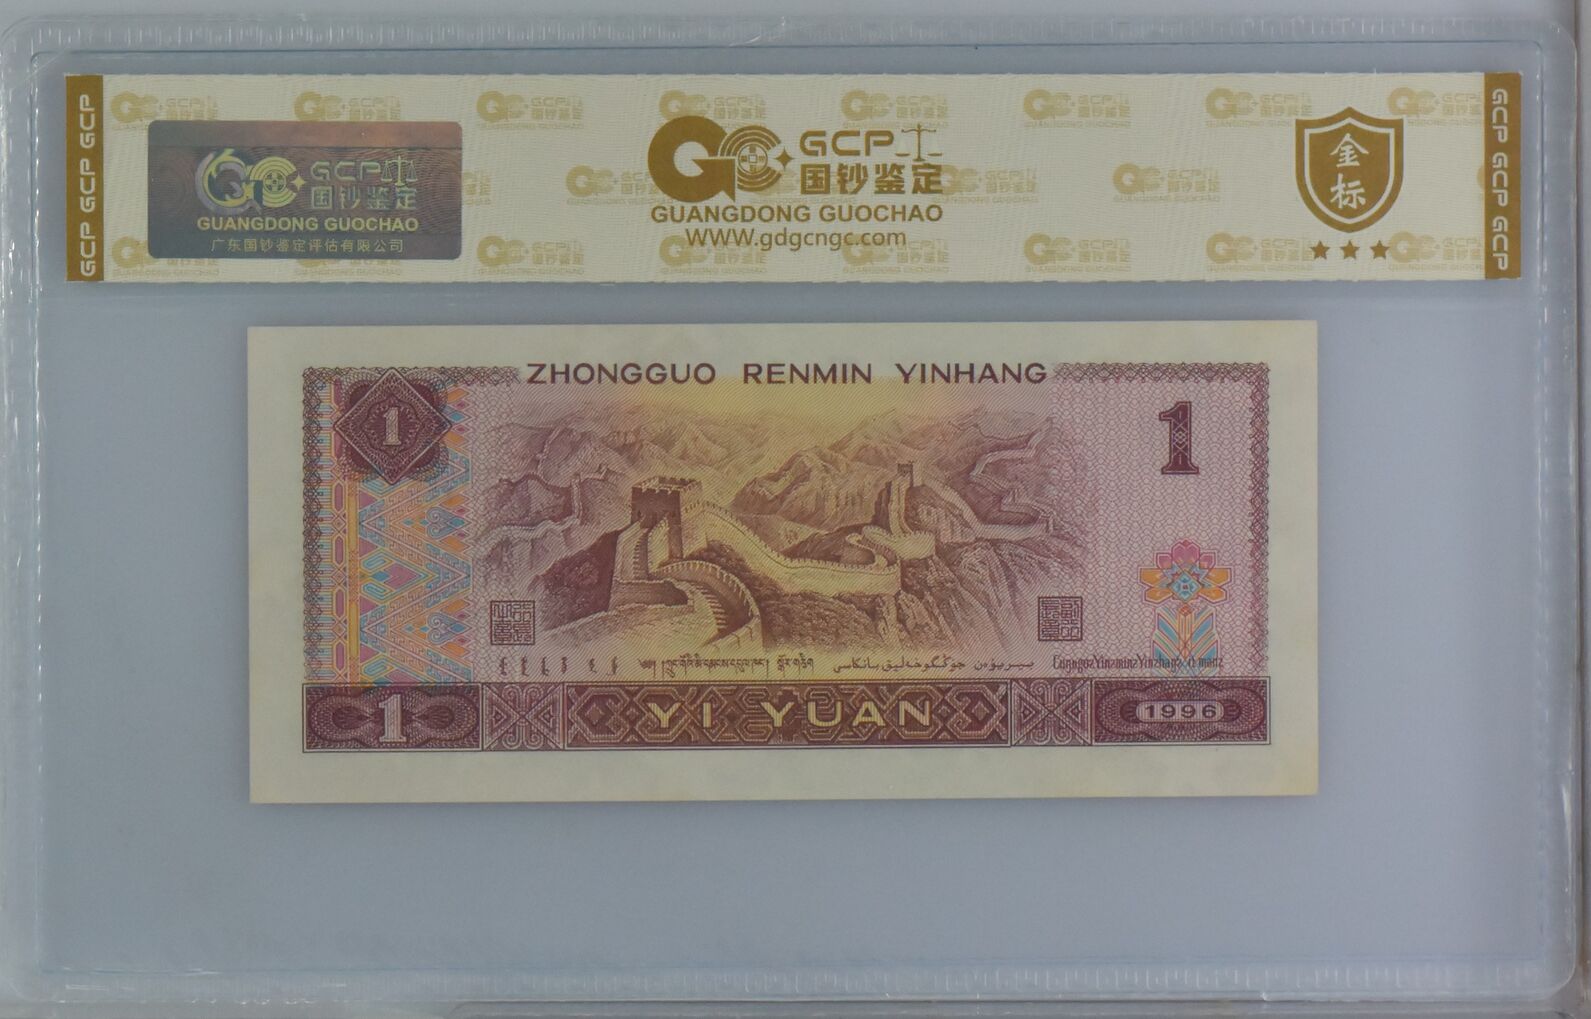 GCP GCP GCP
GCP
国钞鉴定
GUANGDONG GUOCHAO
广东国钞鉴定评估有限公司
GCP
国钞鉴定
GUANGDONG GUOCHAO
WWW.gdgcngc.com
金标
GCP GCP GCP
ZHONGGUO RENMIN YINHANG
1
1
1
YI YUAN
1996